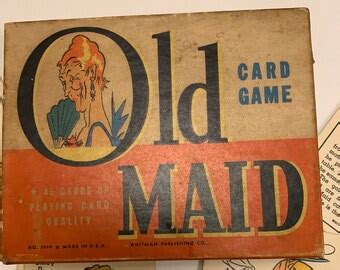 Old
CARD
GAME
MAID
★ 45 CARDS OF
PLAYING CARD
QUALITY
MADE IN U.S.A.
WHITMAN PUBLISHING CO.